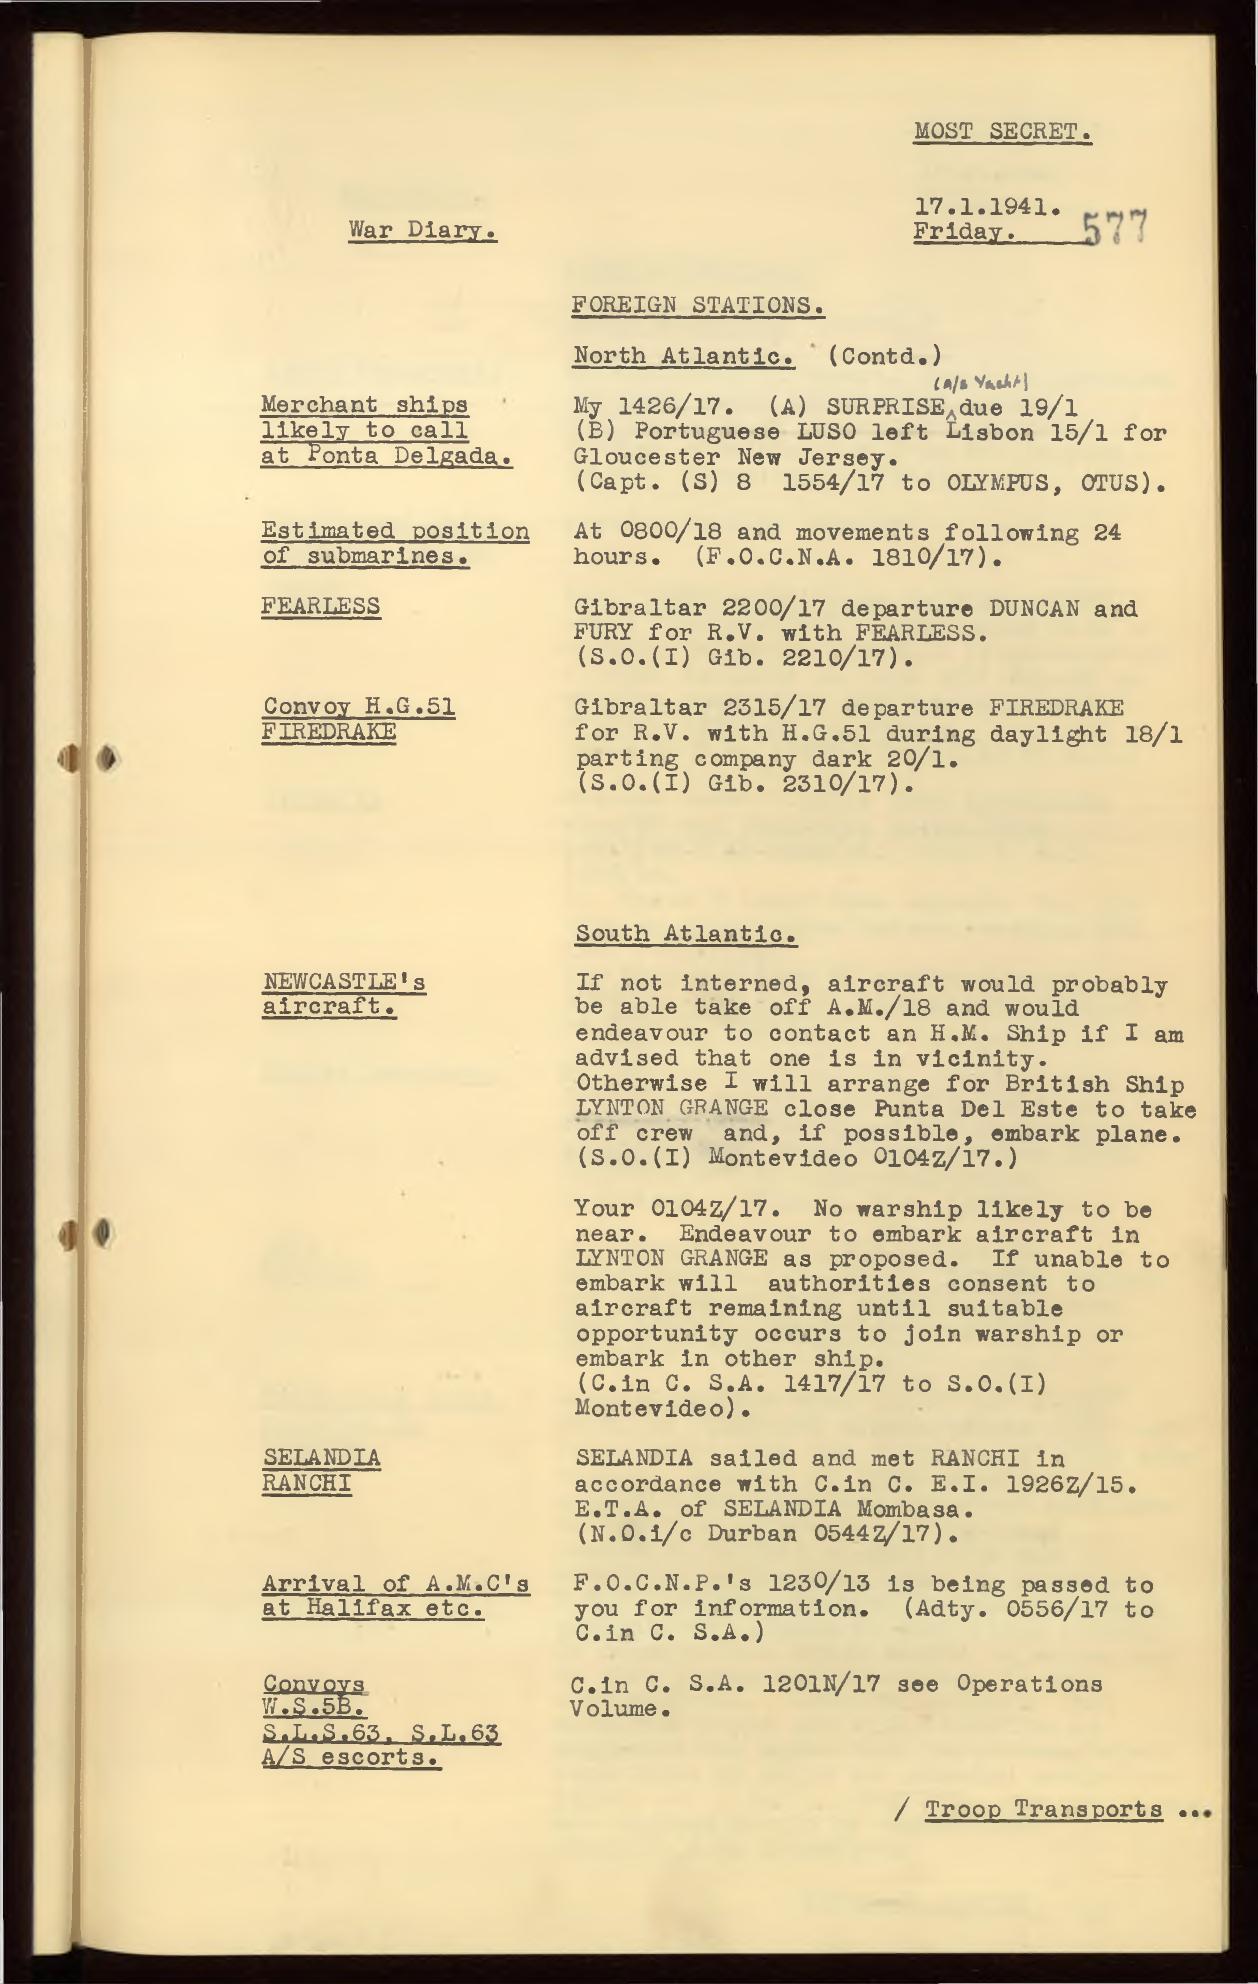 MOST SECRET.
17.1.1941.
War Diary.
Friday. 577
FOREIGN STATIONS.
North Atlantic. (Contd.)
(A/S Yacht)
Merchant ships
likely to call
at Ponta Delgada.
My 1426/17. (A) SURPRISE, due 19/1
(B) Portuguese LUSO left Lisbon 15/1 for
Gloucester New Jersey.
(Capt. (S) 8 1554/17 to OLYMPUS, OTUS).
Estimated position
of submarines.
At 0800/18 and movements following 24
hours. (F.O.C.N.A. 1810/17).
FEARLESS
Gibraltar 2200/17 departure DUNCAN and
FURY for R.V. with FEARLESS.
(S.O.(I) Gib. 2210/17).
Convoy H.G.51
FIREDRAKE
Gibraltar 2315/17 departure FIREDRAKE
for R.V. with H.G.51 during daylight 18/1
parting company dark 20/1.
(S.O.(I) Gib. 2310/17).
South Atlantic.
NEWCASTLE's
aircraft.
If not interned, aircraft would probably
be able take off A.M./18 and would
endeavour to contact an H.M. Ship if I am
advised that one is in vicinity.
Otherwise I will arrange for British Ship
LYNTON GRANGE close Punta Del Este to take
off crew and, if possible, embark plane.
(S.O.(I) Montevideo 0104Z/17.)
Your 0104Z/17. No warship likely to be
near. Endeavour to embark aircraft in
LYNTON GRANGE as proposed. If unable to
embark will authorities consent to
aircraft remaining until suitable
opportunity occurs to join warship or
embark in other ship.
(C.in C. S.A. 1417/17 to S.O.(I)
Montevideo).
SELANDIA
RANCHI
SELANDIA sailed and met RANCHI in
accordance with C.in C. E.I. 1926Z/15.
E.T.A. of SELANDIA Mombasa.
(N.O.i/c Durban 0544Z/17).
Arrival of A.M.C's
at Halifax etc.
F.O.C.N.P.'s 1230/13 is being passed to
you for information. (Adty. 0556/17 to
C.in C. S.A.)
Convoys
W.S.5B.
S.L.S.63, S.L.63
A/S escorts.
C.in C. S.A. 1201N/17 see Operations
Volume.
/ Troop Transports ...